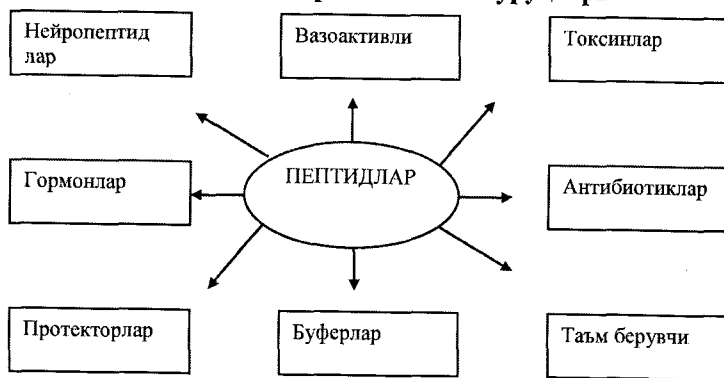 Нейропептид
лар
Вазоактивли
Токсинлар
Гормонлар
ПЕПТИДЛАР
Антибиотиклар
Протекторлар
Буферлар
Таъм берувчи